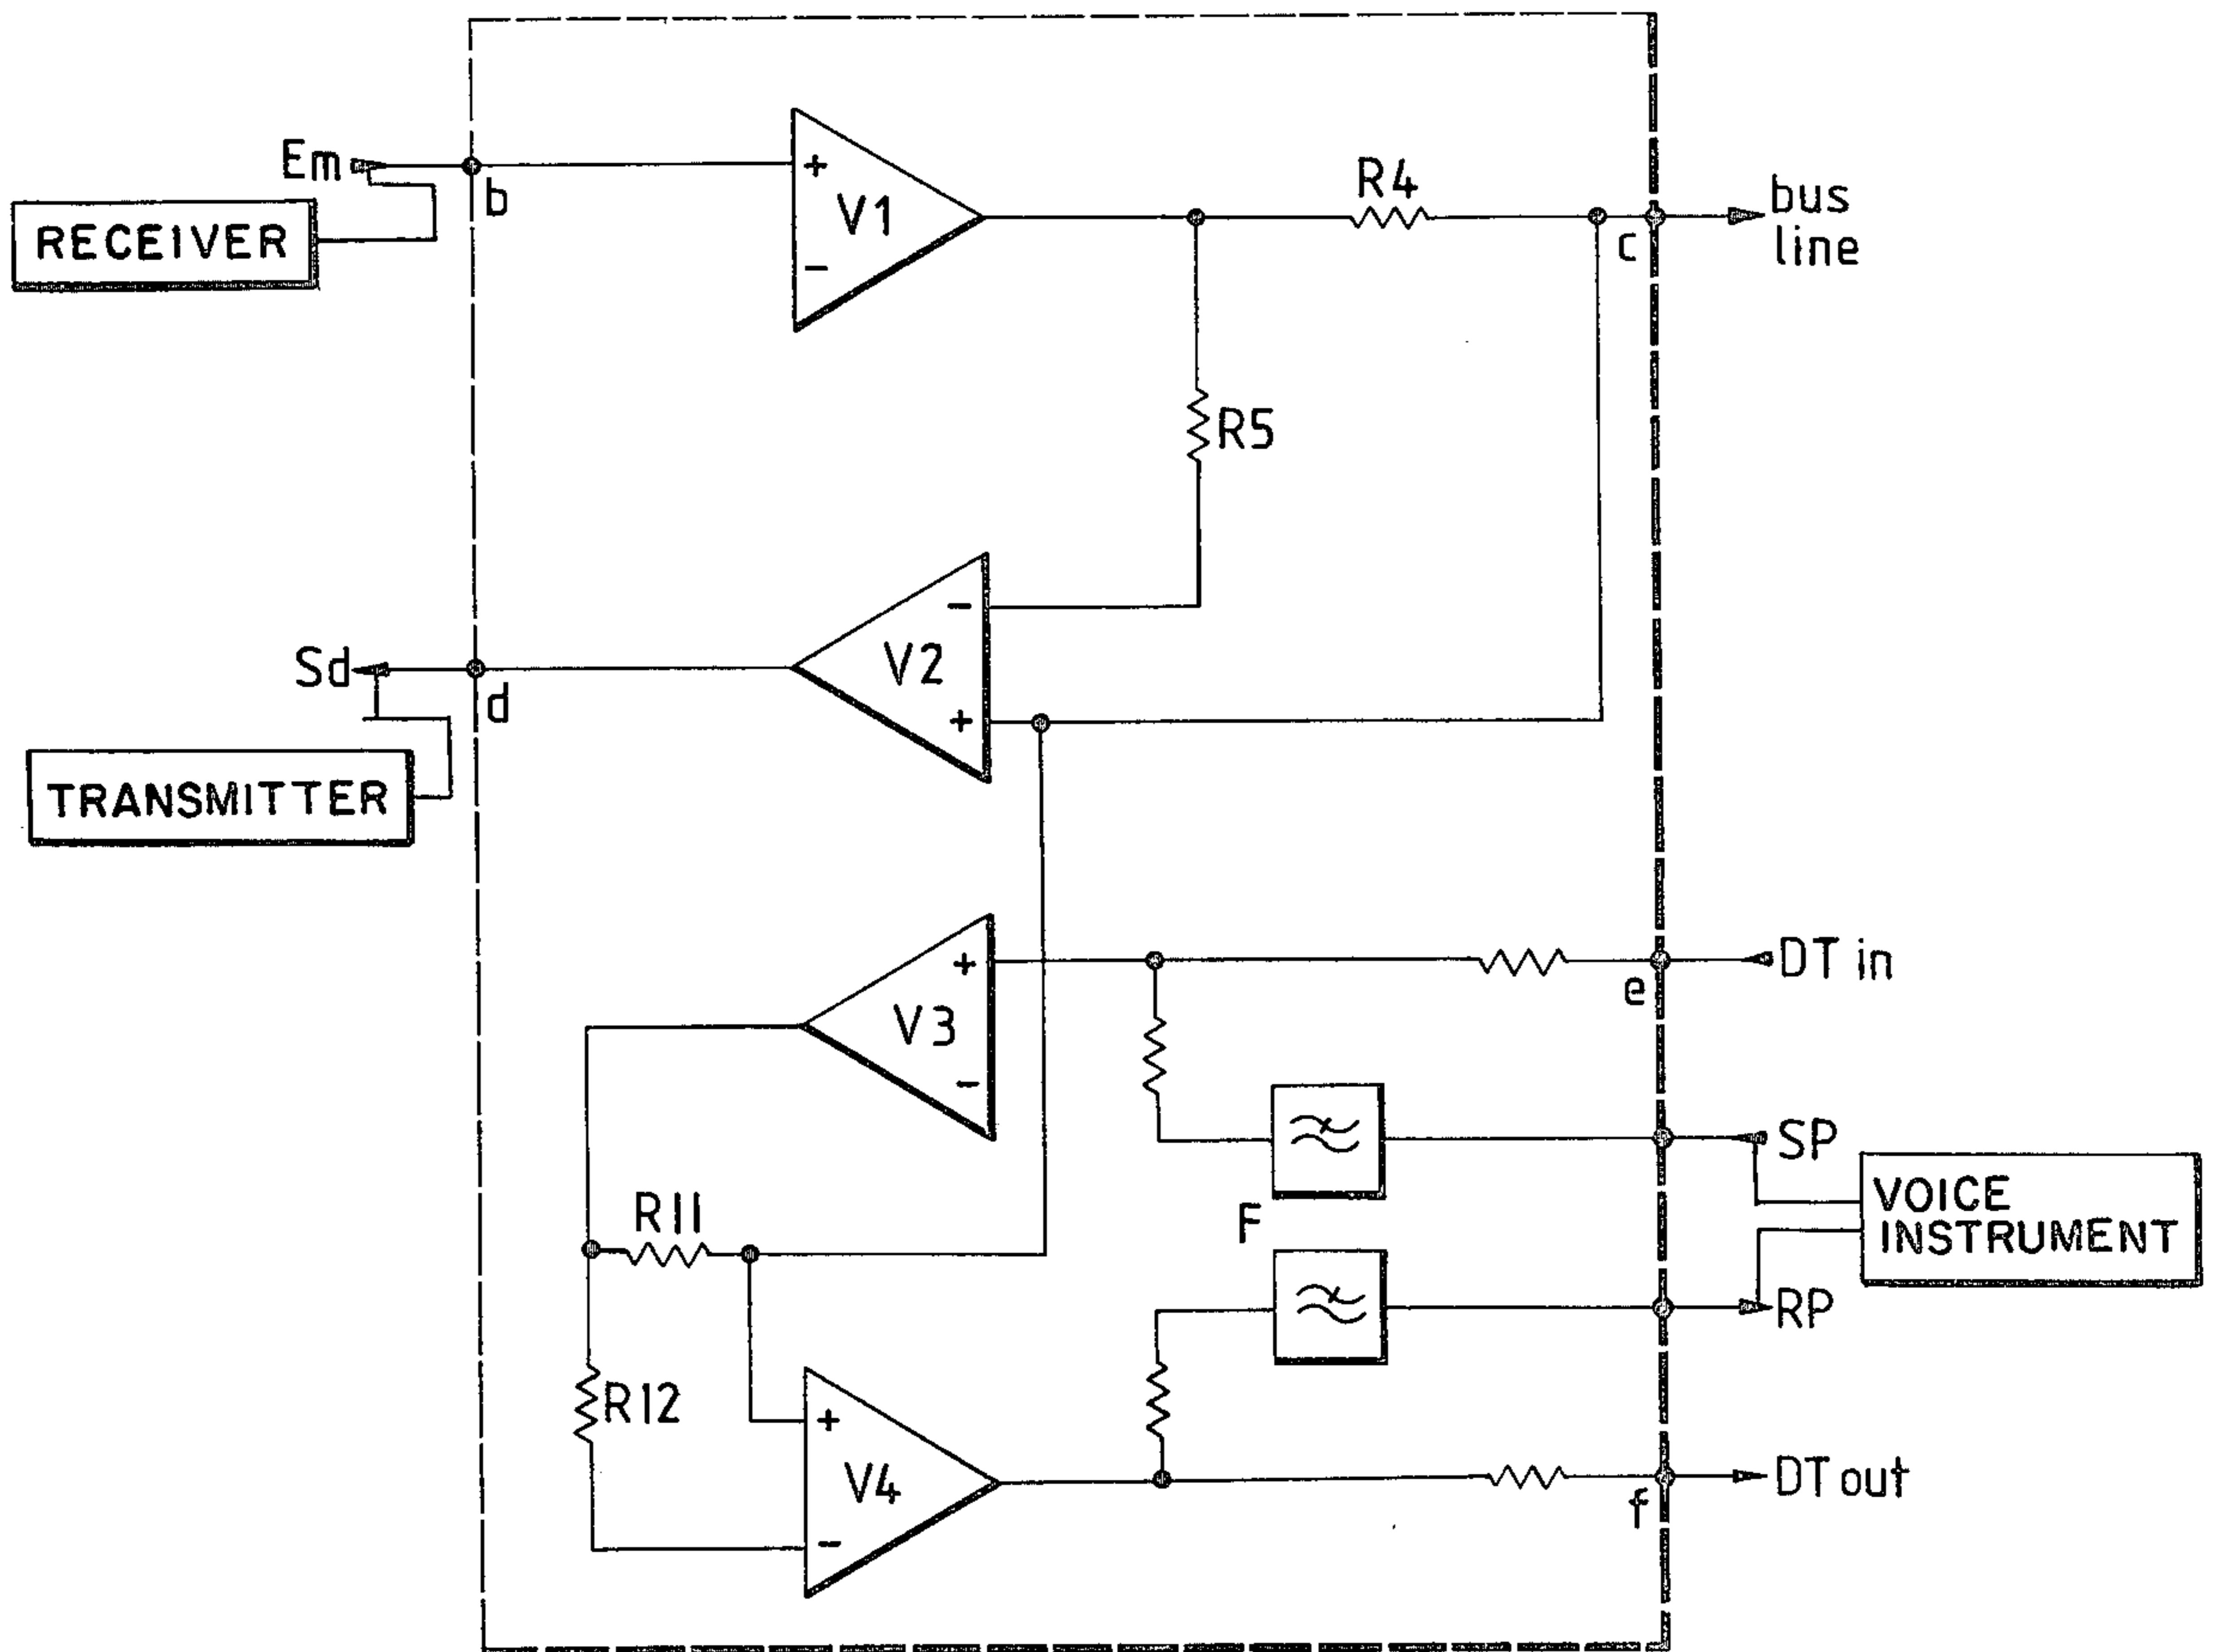 Em
b
RECEIVER
+
V1
-
R4
c
bus
line
R5
-
V2
+
Sd
d
TRANSMITTER
+
V3
-
DT in
e
SP
F
VOICE
INSTRUMENT
RP
R11
R12
+
V4
-
DT out
f